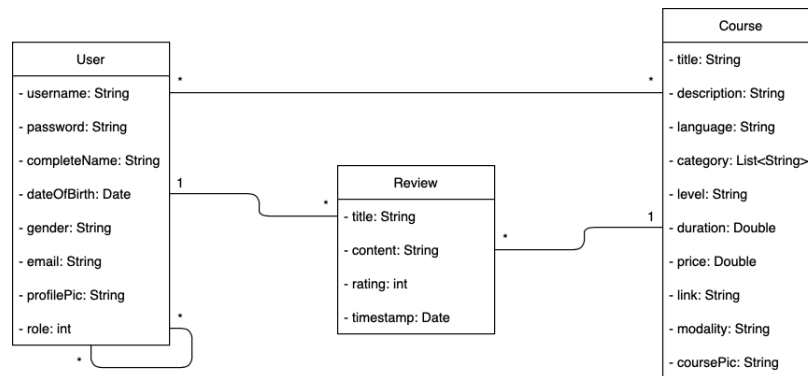 User
- username: String
- password: String
- completeName: String
- dateOfBirth: Date
- gender: String
- email: String
- profilePic: String
- role: int
*
*
1
*
*
*
Review
- title: String
- content: String
- rating: int
- timestamp: Date
*
1
Course
- title: String
- description: String
- language: String
- category: List<String>
- level: String
- duration: Double
- price: Double
- link: String
- modality: String
- coursePic: String